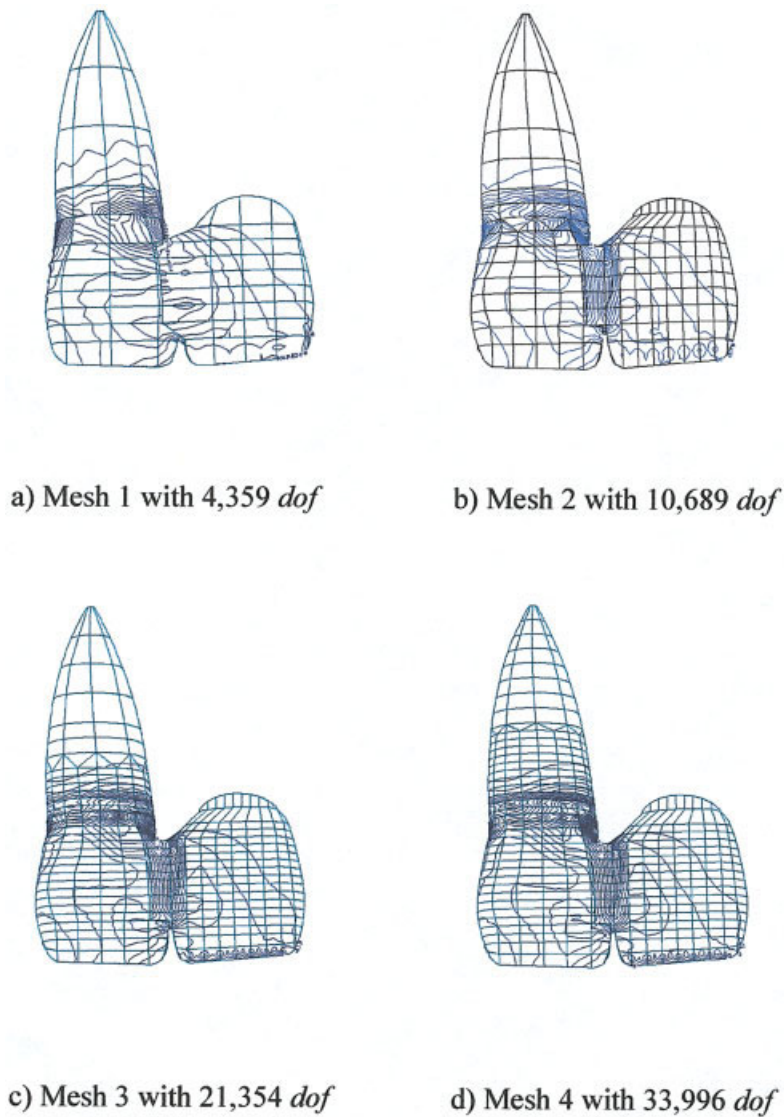 a) Mesh 1 with 4,359 dof
b) Mesh 2 with 10,689 dof
c) Mesh 3 with 21,354 dof
d) Mesh 4 with 33,996 dof